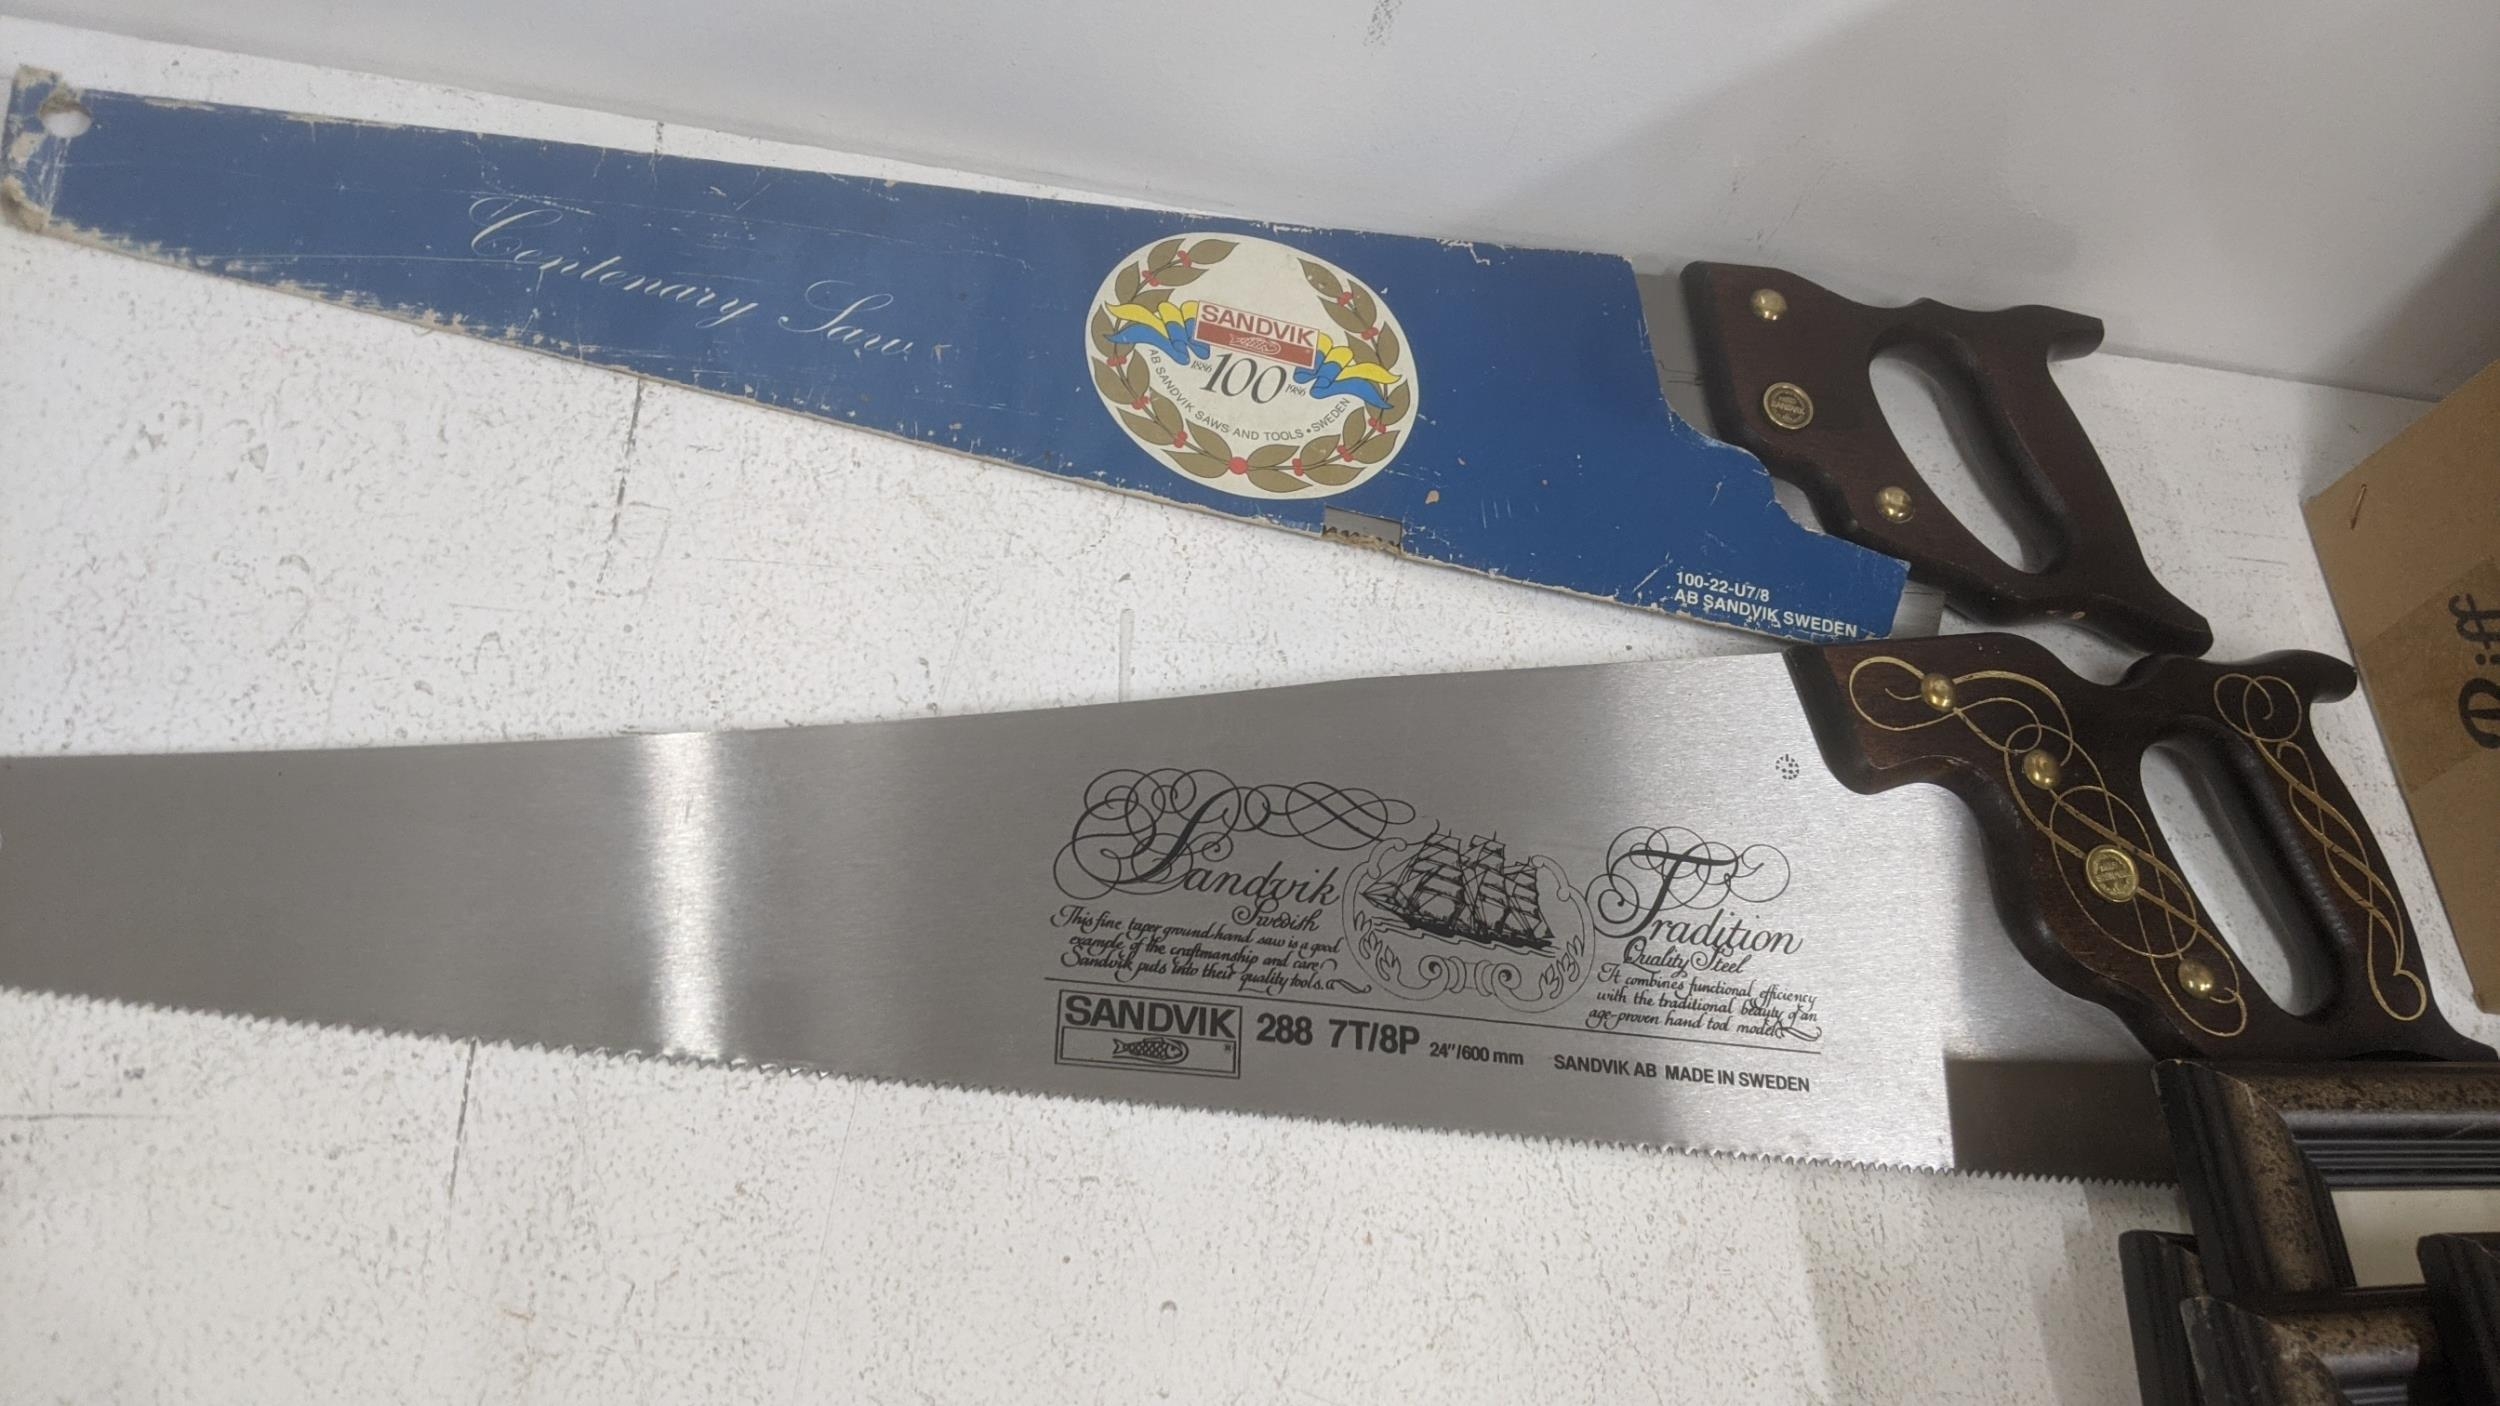 Centenary Saw
SANDVIK
1886 100 1986
AB SANDVIK SAWS AND TOOLS • SWEDEN
100-22-U7/8
AB SANDVIK SWEDEN
Sandvik
Swedish
This fine taper ground hand saw is a good
example of the craftmanship and care
Sandvik puts into their quality tools.
Tradition
Quality Steel
It combines functional efficiency
with the traditional beauty of an
age-proven hand tool model
SANDVIK
288 7T/8P 24"/600 mm SANDVIK AB MADE IN SWEDEN
Riff